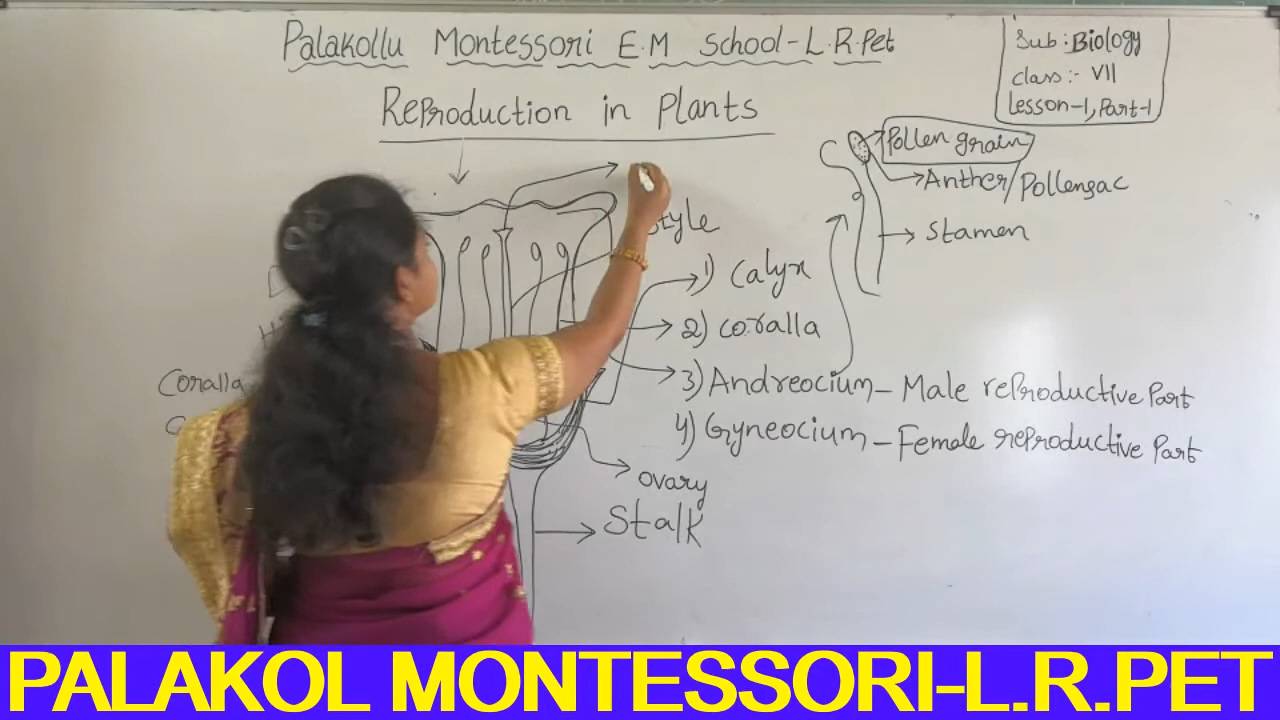 Palakollu Montessori E.M School-L.R.Pet
Sub: Biology
class:- VII
Lesson-1, Part-1
Reproduction in Plants
Pollen grain
Anther/Pollensac
Stamen
style
1) Calyx
2) coralla
3) Andreocium - Male reproductive Part
4) Gyneocium - Female reproductive Part
Coralla
ovary
Stalk
PALAKOL MONTESSORI-L.R.PET